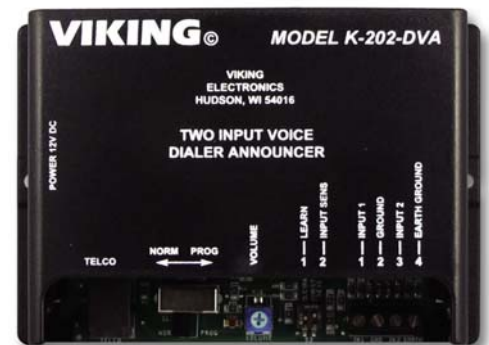 VIKING©
MODEL K-202-DVA
VIKING
ELECTRONICS
HUDSON, WI 54016
TWO INPUT VOICE
DIALER ANNOUNCER
POWER 12V DC
TELCO
NORM PROG
VOLUME
1 LEARN
2 INPUT SENS
1 INPUT 1
2 GROUND
3 INPUT 2
4 EARTH GROUND
PROG